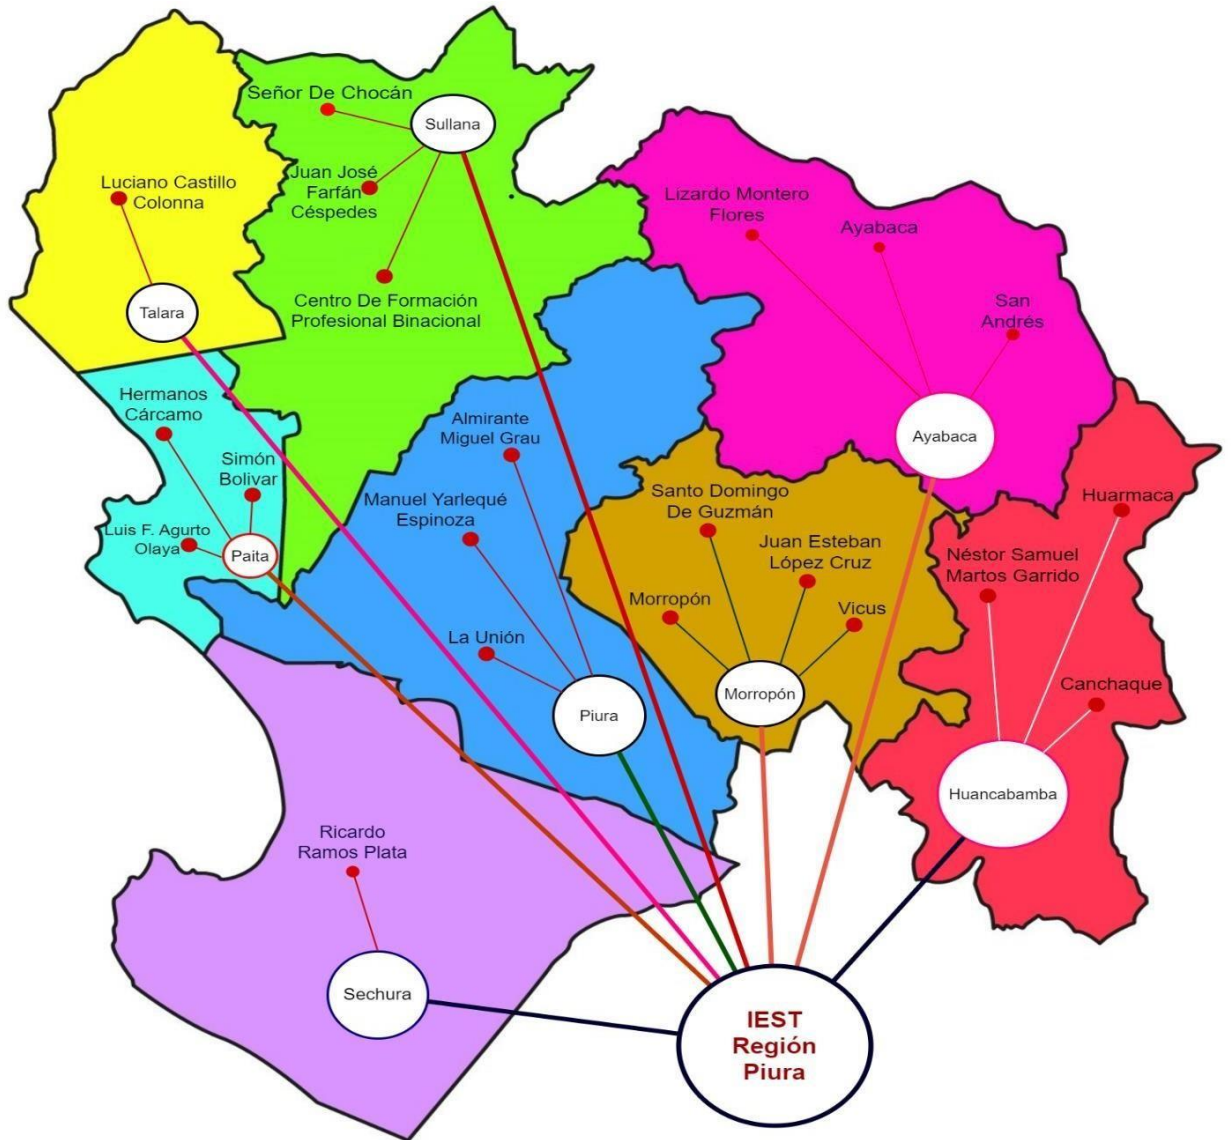 Señor De Chocán
Sullana
Juan José
Farfán
Céspedes
Centro De Formación
Profesional Binacional
Luciano Castillo
Colonna
Talara
Lizardo Montero
Flores
Ayabaca
San
Andrés
Ayabaca
Hermanos
Cárcamo
Simón
Bolivar
Luis F. Agurto
Olaya
Paita
Almirante
Miguel Grau
Manuel Yarlequé
Espinoza
La Unión
Piura
Santo Domingo
De Guzmán
Juan Esteban
López Cruz
Morropón
Vicus
Morropón
Huarmaca
Néstor Samuel
Martos Garrido
Canchaque
Huancabamba
Ricardo
Ramos Plata
Sechura
IEST
Región
Piura